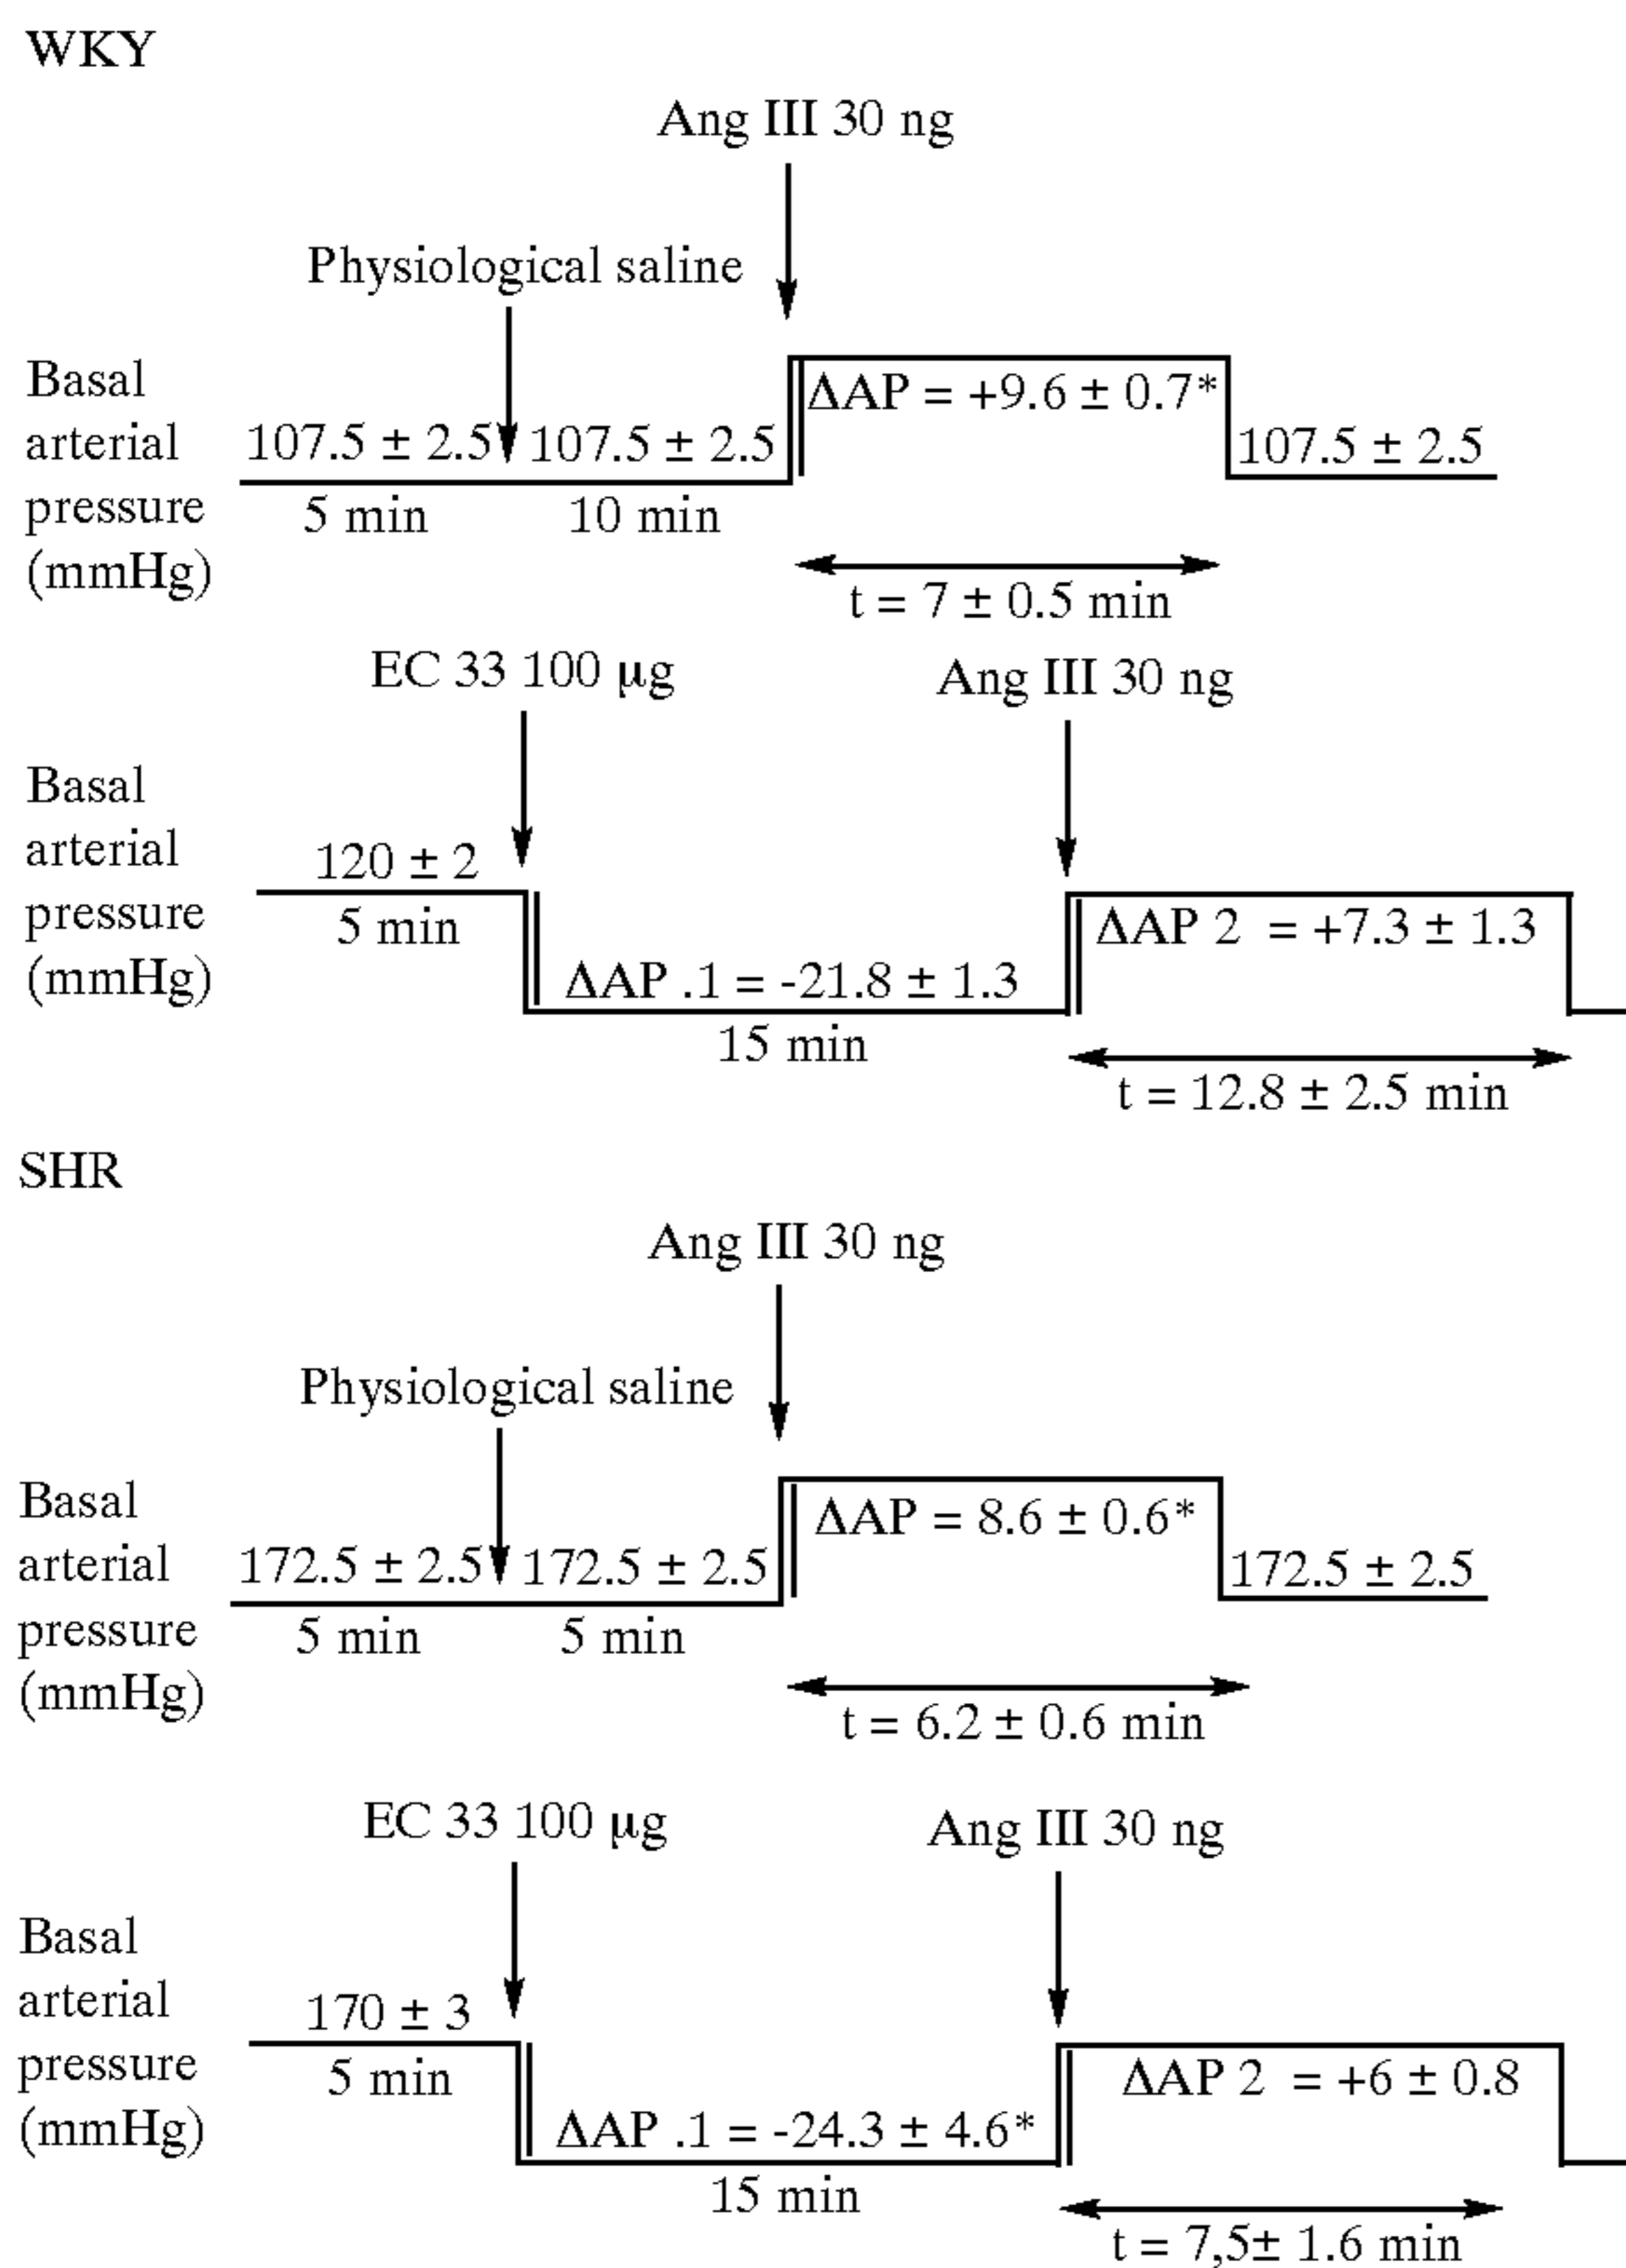 WKY
Ang III 30 ng
Physiological saline
Basal
arterial
pressure
(mmHg)
107.5 ± 2.5 107.5 ± 2.5
ΔAP = +9.6 ± 0.7*
107.5 ± 2.5
5 min 10 min
t = 7 ± 0.5 min
EC 33 100 μg
Ang III 30 ng
Basal
arterial
pressure
(mmHg)
120 ± 2
5 min
ΔAP .1 = -21.8 ± 1.3
15 min
ΔAP 2 = +7.3 ± 1.3
t = 12.8 ± 2.5 min
SHR
Ang III 30 ng
Physiological saline
Basal
arterial
pressure
(mmHg)
172.5 ± 2.5 172.5 ± 2.5
ΔAP = 8.6 ± 0.6*
172.5 ± 2.5
5 min 5 min
t = 6.2 ± 0.6 min
EC 33 100 μg
Ang III 30 ng
Basal
arterial
pressure
(mmHg)
170 ± 3
5 min
ΔAP .1 = -24.3 ± 4.6*
15 min
ΔAP 2 = +6 ± 0.8
t = 7,5± 1.6 min